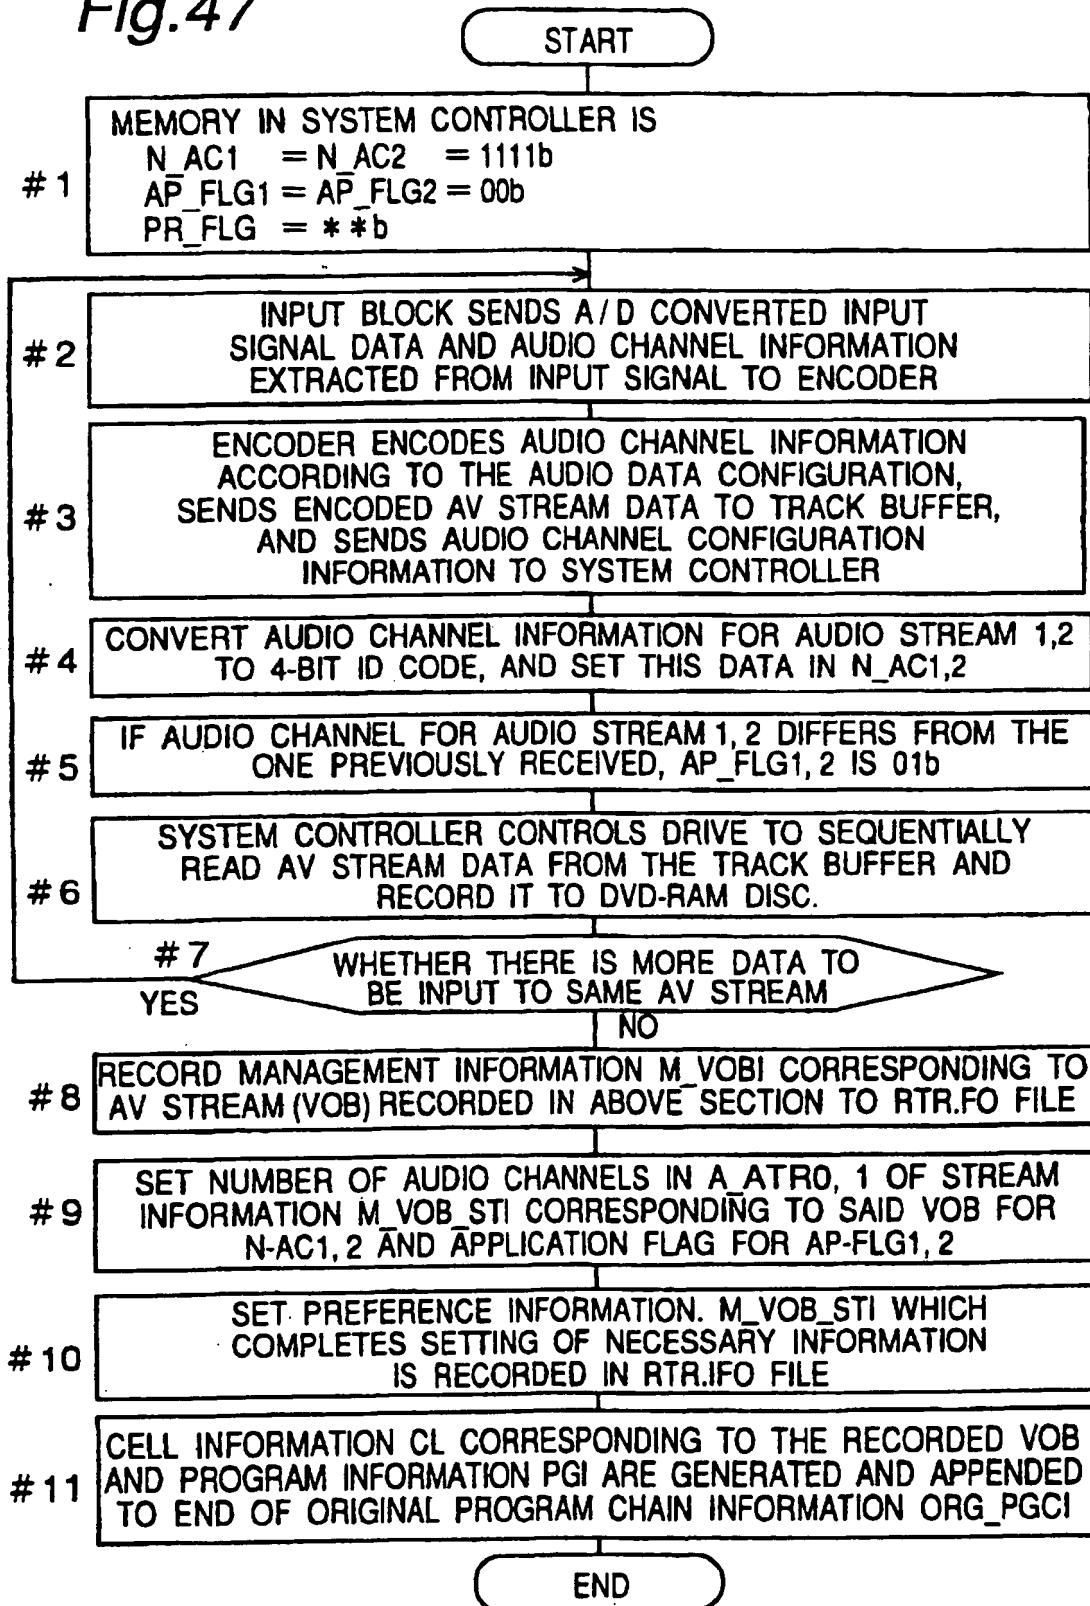 Fig.47
START
#1
MEMORY IN SYSTEM CONTROLLER IS
N_AC1 = N_AC2 = 1111b
AP_FLG1 = AP_FLG2 = 00b
PR_FLG = **b
#2
INPUT BLOCK SENDS A/D CONVERTED INPUT
SIGNAL DATA AND AUDIO CHANNEL INFORMATION
EXTRACTED FROM INPUT SIGNAL TO ENCODER
#3
ENCODER ENCODES AUDIO CHANNEL INFORMATION
ACCORDING TO THE AUDIO DATA CONFIGURATION,
SENDS ENCODED AV STREAM DATA TO TRACK BUFFER,
AND SENDS AUDIO CHANNEL CONFIGURATION
INFORMATION TO SYSTEM CONTROLLER
#4
CONVERT AUDIO CHANNEL INFORMATION FOR AUDIO STREAM 1,2
TO 4-BIT ID CODE, AND SET THIS DATA IN N_AC1,2
#5
IF AUDIO CHANNEL FOR AUDIO STREAM 1, 2 DIFFERS FROM THE
ONE PREVIOUSLY RECEIVED, AP_FLG1, 2 IS 01b
#6
SYSTEM CONTROLLER CONTROLS DRIVE TO SEQUENTIALLY
READ AV STREAM DATA FROM THE TRACK BUFFER AND
RECORD IT TO DVD-RAM DISC.
#7
WHETHER THERE IS MORE DATA TO
BE INPUT TO SAME AV STREAM
YES
NO
#8
RECORD MANAGEMENT INFORMATION M_VOBI CORRESPONDING TO
AV STREAM (VOB) RECORDED IN ABOVE SECTION TO RTR.FO FILE
#9
SET NUMBER OF AUDIO CHANNELS IN A_ATR0, 1 OF STREAM
INFORMATION M_VOB_STI CORRESPONDING TO SAID VOB FOR
N-AC1, 2 AND APPLICATION FLAG FOR AP-FLG1, 2
#10
SET PREFERENCE INFORMATION. M_VOB_STI WHICH
COMPLETES SETTING OF NECESSARY INFORMATION
IS RECORDED IN RTR.IFO FILE
#11
CELL INFORMATION CL CORRESPONDING TO THE RECORDED VOB
AND PROGRAM INFORMATION PGI ARE GENERATED AND APPENDED
TO END OF ORIGINAL PROGRAM CHAIN INFORMATION ORG_PGCI
END